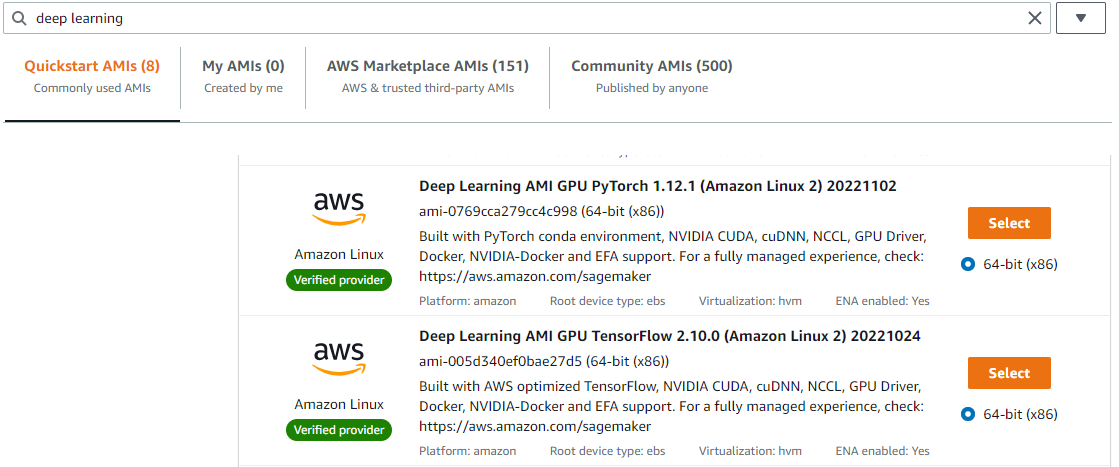 deep learning
Quickstart AMIs (8)
Commonly used AMIs
My AMIs (0)
Created by me
AWS Marketplace AMIs (151)
AWS & trusted third-party AMIs
Community AMIs (500)
Published by anyone
aws
Amazon Linux
Verified provider
Deep Learning AMI GPU PyTorch 1.12.1 (Amazon Linux 2) 20221102
ami-0769cca279cc4c998 (64-bit (x86))
Built with PyTorch conda environment, NVIDIA CUDA, cuDNN, NCCL, GPU Driver,
Docker, NVIDIA-Docker and EFA support. For a fully managed experience, check:
https://aws.amazon.com/sagemaker
Platform: amazon Root device type: ebs Virtualization: hvm ENA enabled: Yes
Select
64-bit (x86)
aws
Amazon Linux
Verified provider
Deep Learning AMI GPU TensorFlow 2.10.0 (Amazon Linux 2) 20221024
ami-005d340ef0bae27d5 (64-bit (x86))
Built with AWS optimized TensorFlow, NVIDIA CUDA, cuDNN, NCCL, GPU Driver,
Docker, NVIDIA-Docker and EFA support. For a fully managed experience, check:
https://aws.amazon.com/sagemaker
Platform: amazon Root device type: ebs Virtualization: hvm ENA enabled: Yes
Select
64-bit (x86)